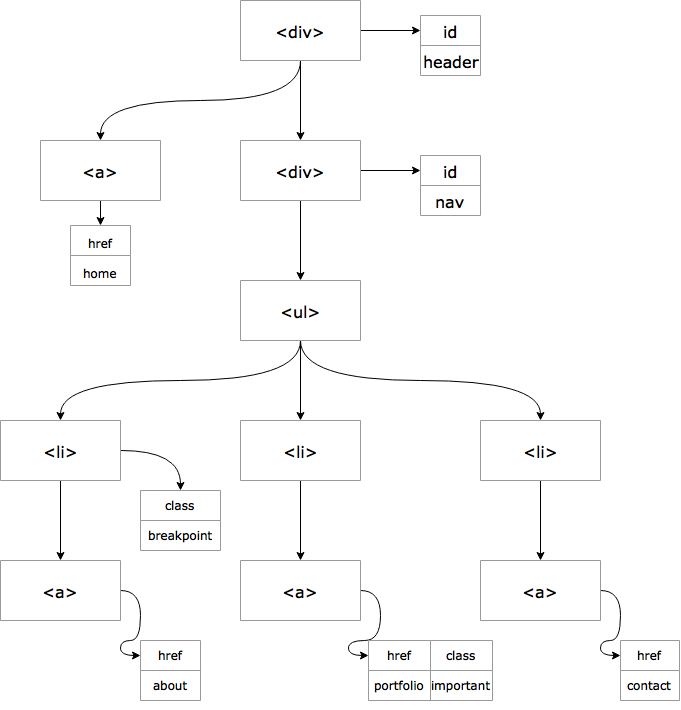 <div>
id
header
<a>
<div>
id
nav
href
home
<ul>
<li>
<li>
<li>
class
breakpoint
<a>
<a>
<a>
href
about
href class
portfolio important
href
contact